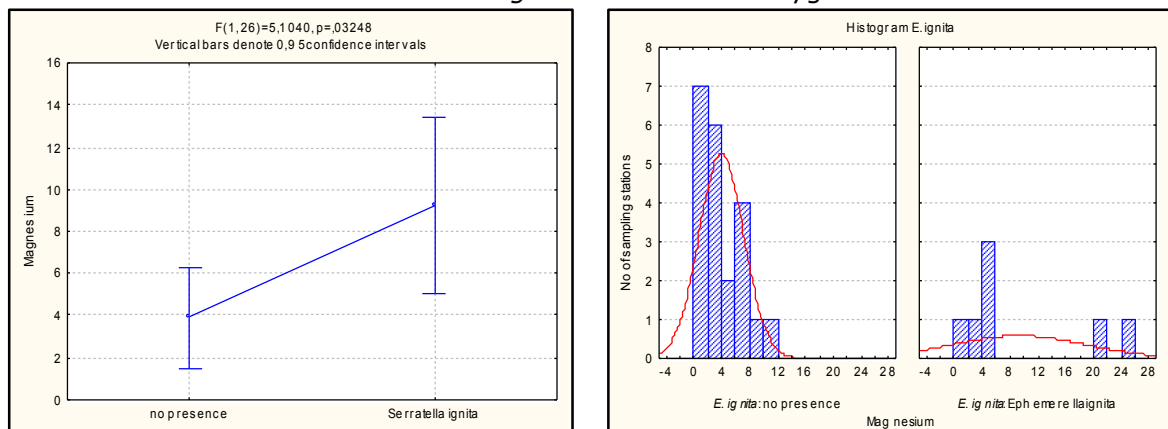 F(1,26)=5,1040, p=,03248
Vertical bars denote 0,95 confidence intervals
16
14
12
10
8
6
4
2
0
Magnesium
no presence
Serratella ignita
Histogram E.ignita
8
7
6
5
4
3
2
1
0
No of sampling stations
-4 0 4 8 12 16 20 24 28
-4 0 4 8 12 16 20 24 28
E. ignita: no presence
E. ignita: Ephemerella ignita
Magnesium